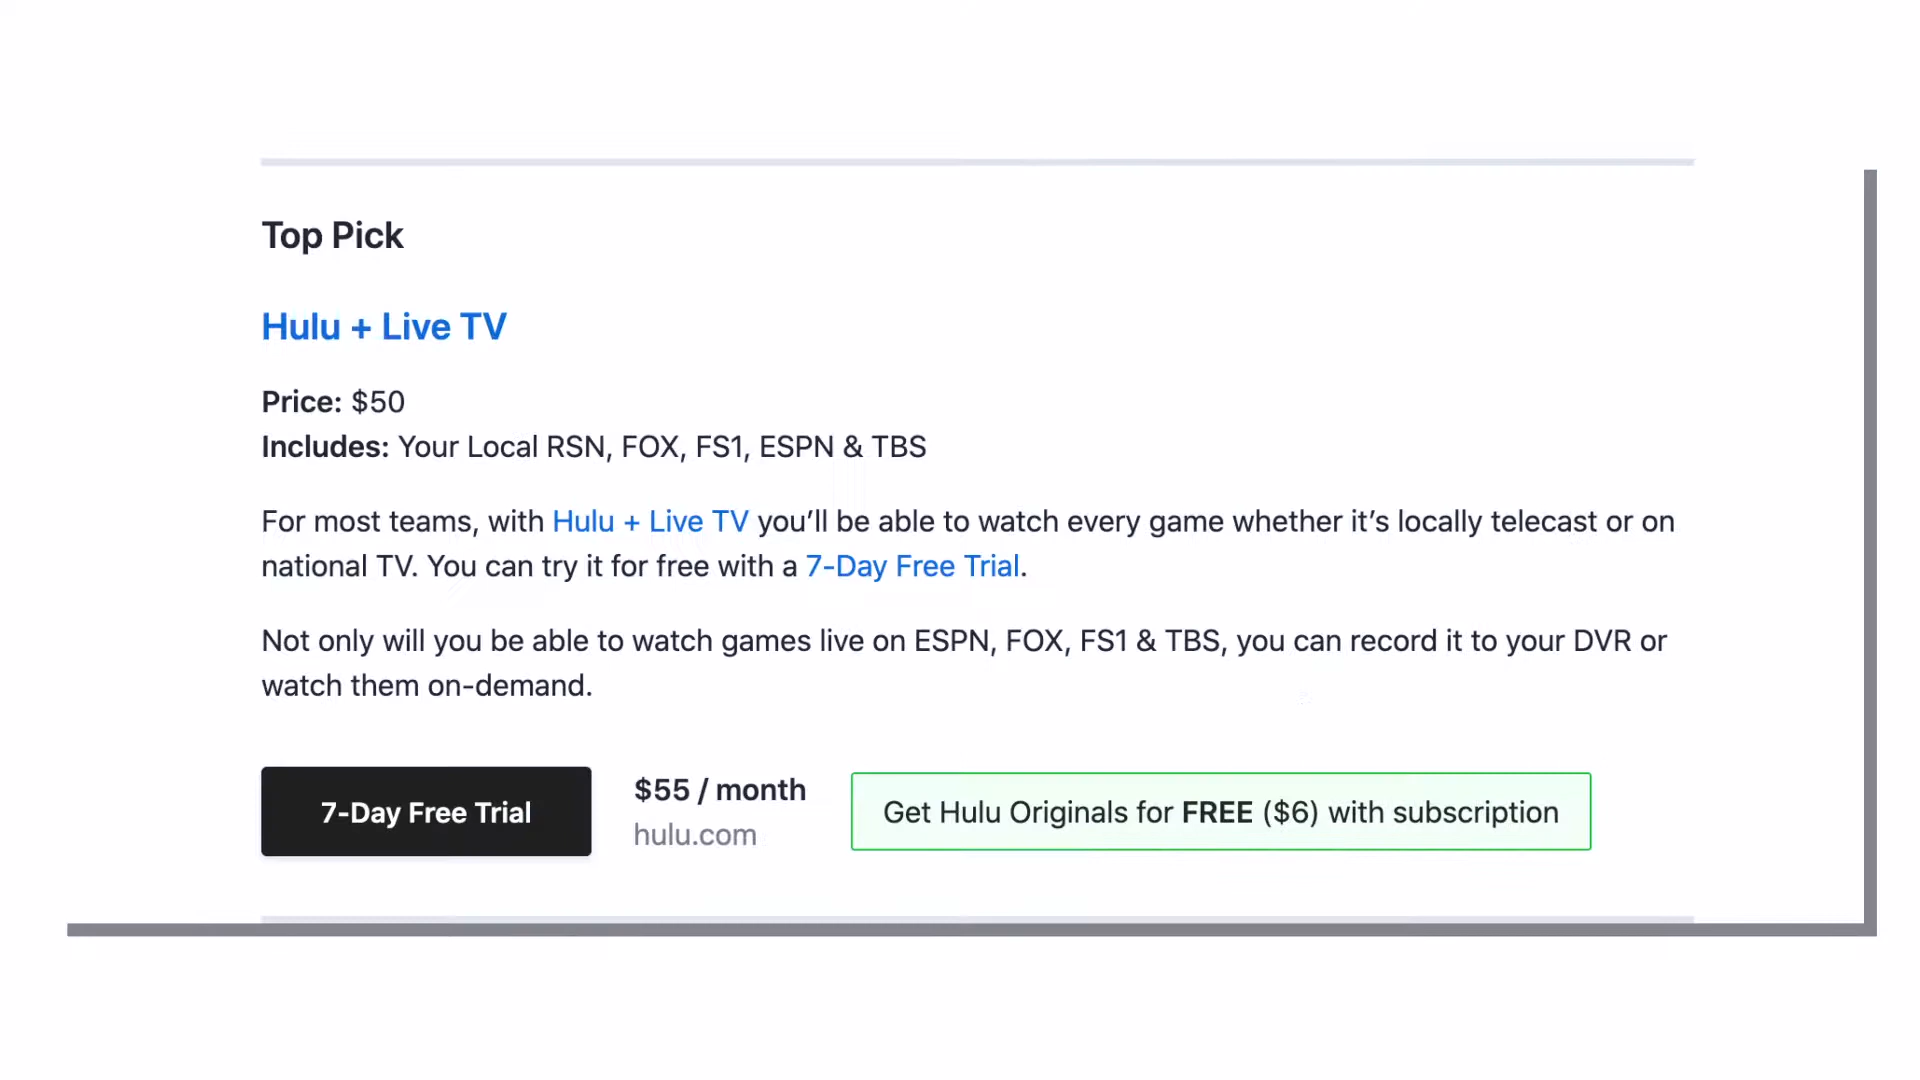 Top Pick
Hulu + Live TV
Price: $50
Includes: Your Local RSN, FOX, FS1, ESPN & TBS
For most teams, with Hulu + Live TV you’ll be able to watch every game whether it’s locally telecast or on
national TV. You can try it for free with a 7-Day Free Trial.
Not only will you be able to watch games live on ESPN, FOX, FS1 & TBS, you can record it to your DVR or
watch them on-demand.
7-Day Free Trial
$55 / month
hulu.com
Get Hulu Originals for FREE ($6) with subscription